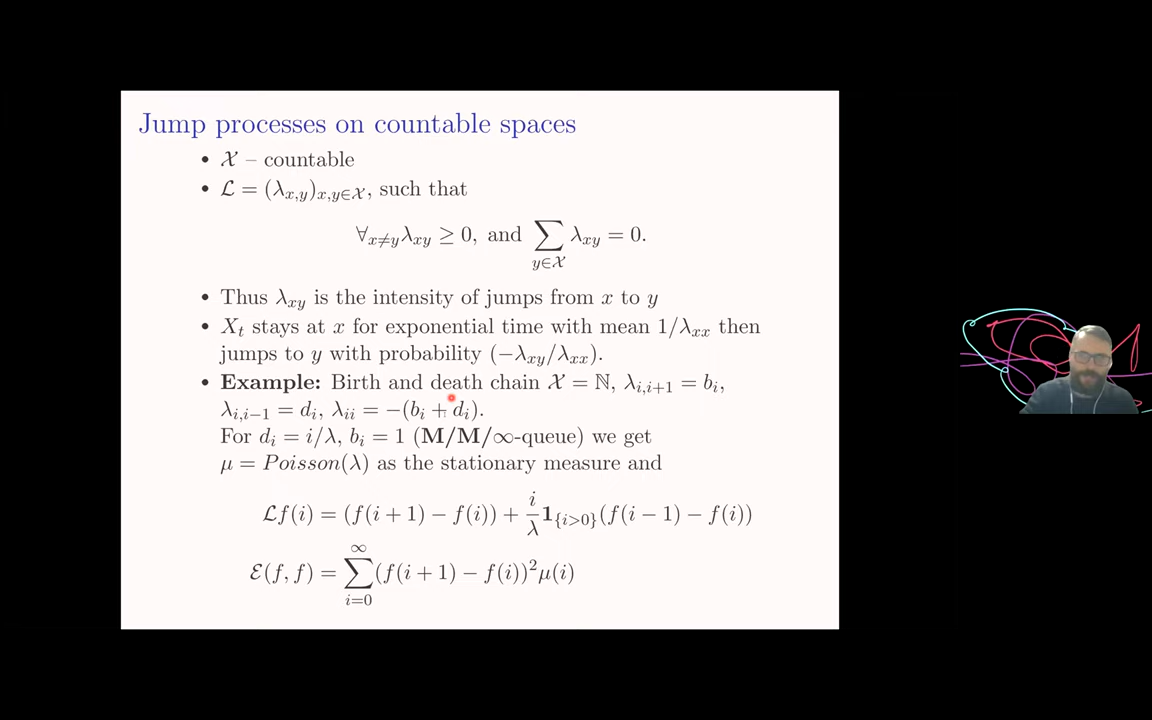 Jump processes on countable spaces
• 𝒳 – countable
• ℒ = (λ_{x,y})_{x,y∈𝒳}, such that
∀_{x≠y}λ_{xy} ≥ 0, and ∑_{y∈𝒳} λ_{xy} = 0.
• Thus λ_{xy} is the intensity of jumps from x to y
• X_t stays at x for exponential time with mean 1/λ_{xx} then
jumps to y with probability (−λ_{xy}/λ_{xx}).
• Example: Birth and death chain 𝒳 = ℕ, λ_{i,i+1} = b_i,
λ_{i,i−1} = d_i, λ_{ii} = −(b_i + d_i).
For d_i = i/λ, b_i = 1 (M/M/∞-queue) we get
μ = Poisson(λ) as the stationary measure and
ℒf(i) = (f(i + 1) − f(i)) + \frac{i}{λ} 1_{{i>0}}(f(i − 1) − f(i))
ℰ(f, f) = ∑_{i=0}^{∞} (f(i + 1) − f(i))²μ(i)